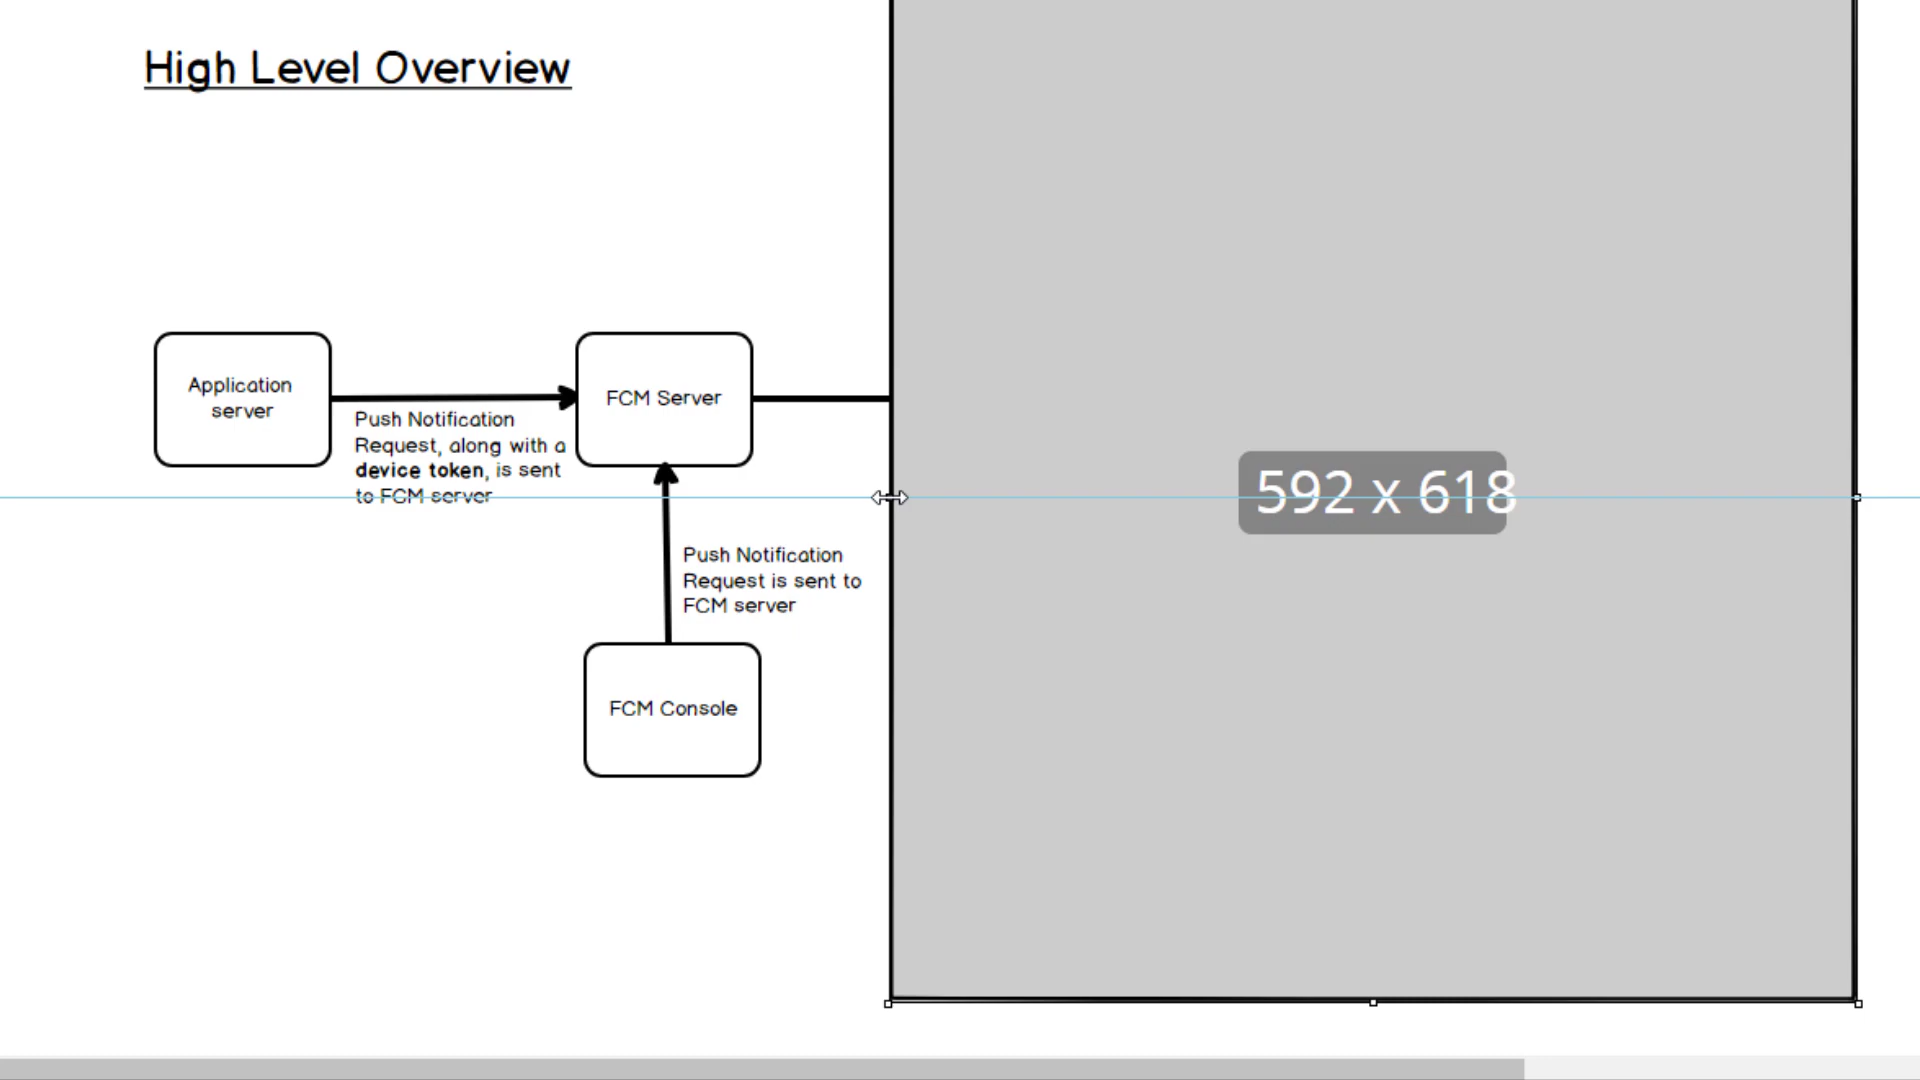 High Level Overview
Application
server
Push Notification
Request, along with a
device token, is sent
to FCM server
FCM Server
592 x 618
Push Notification
Request is sent to
FCM server
FCM Console